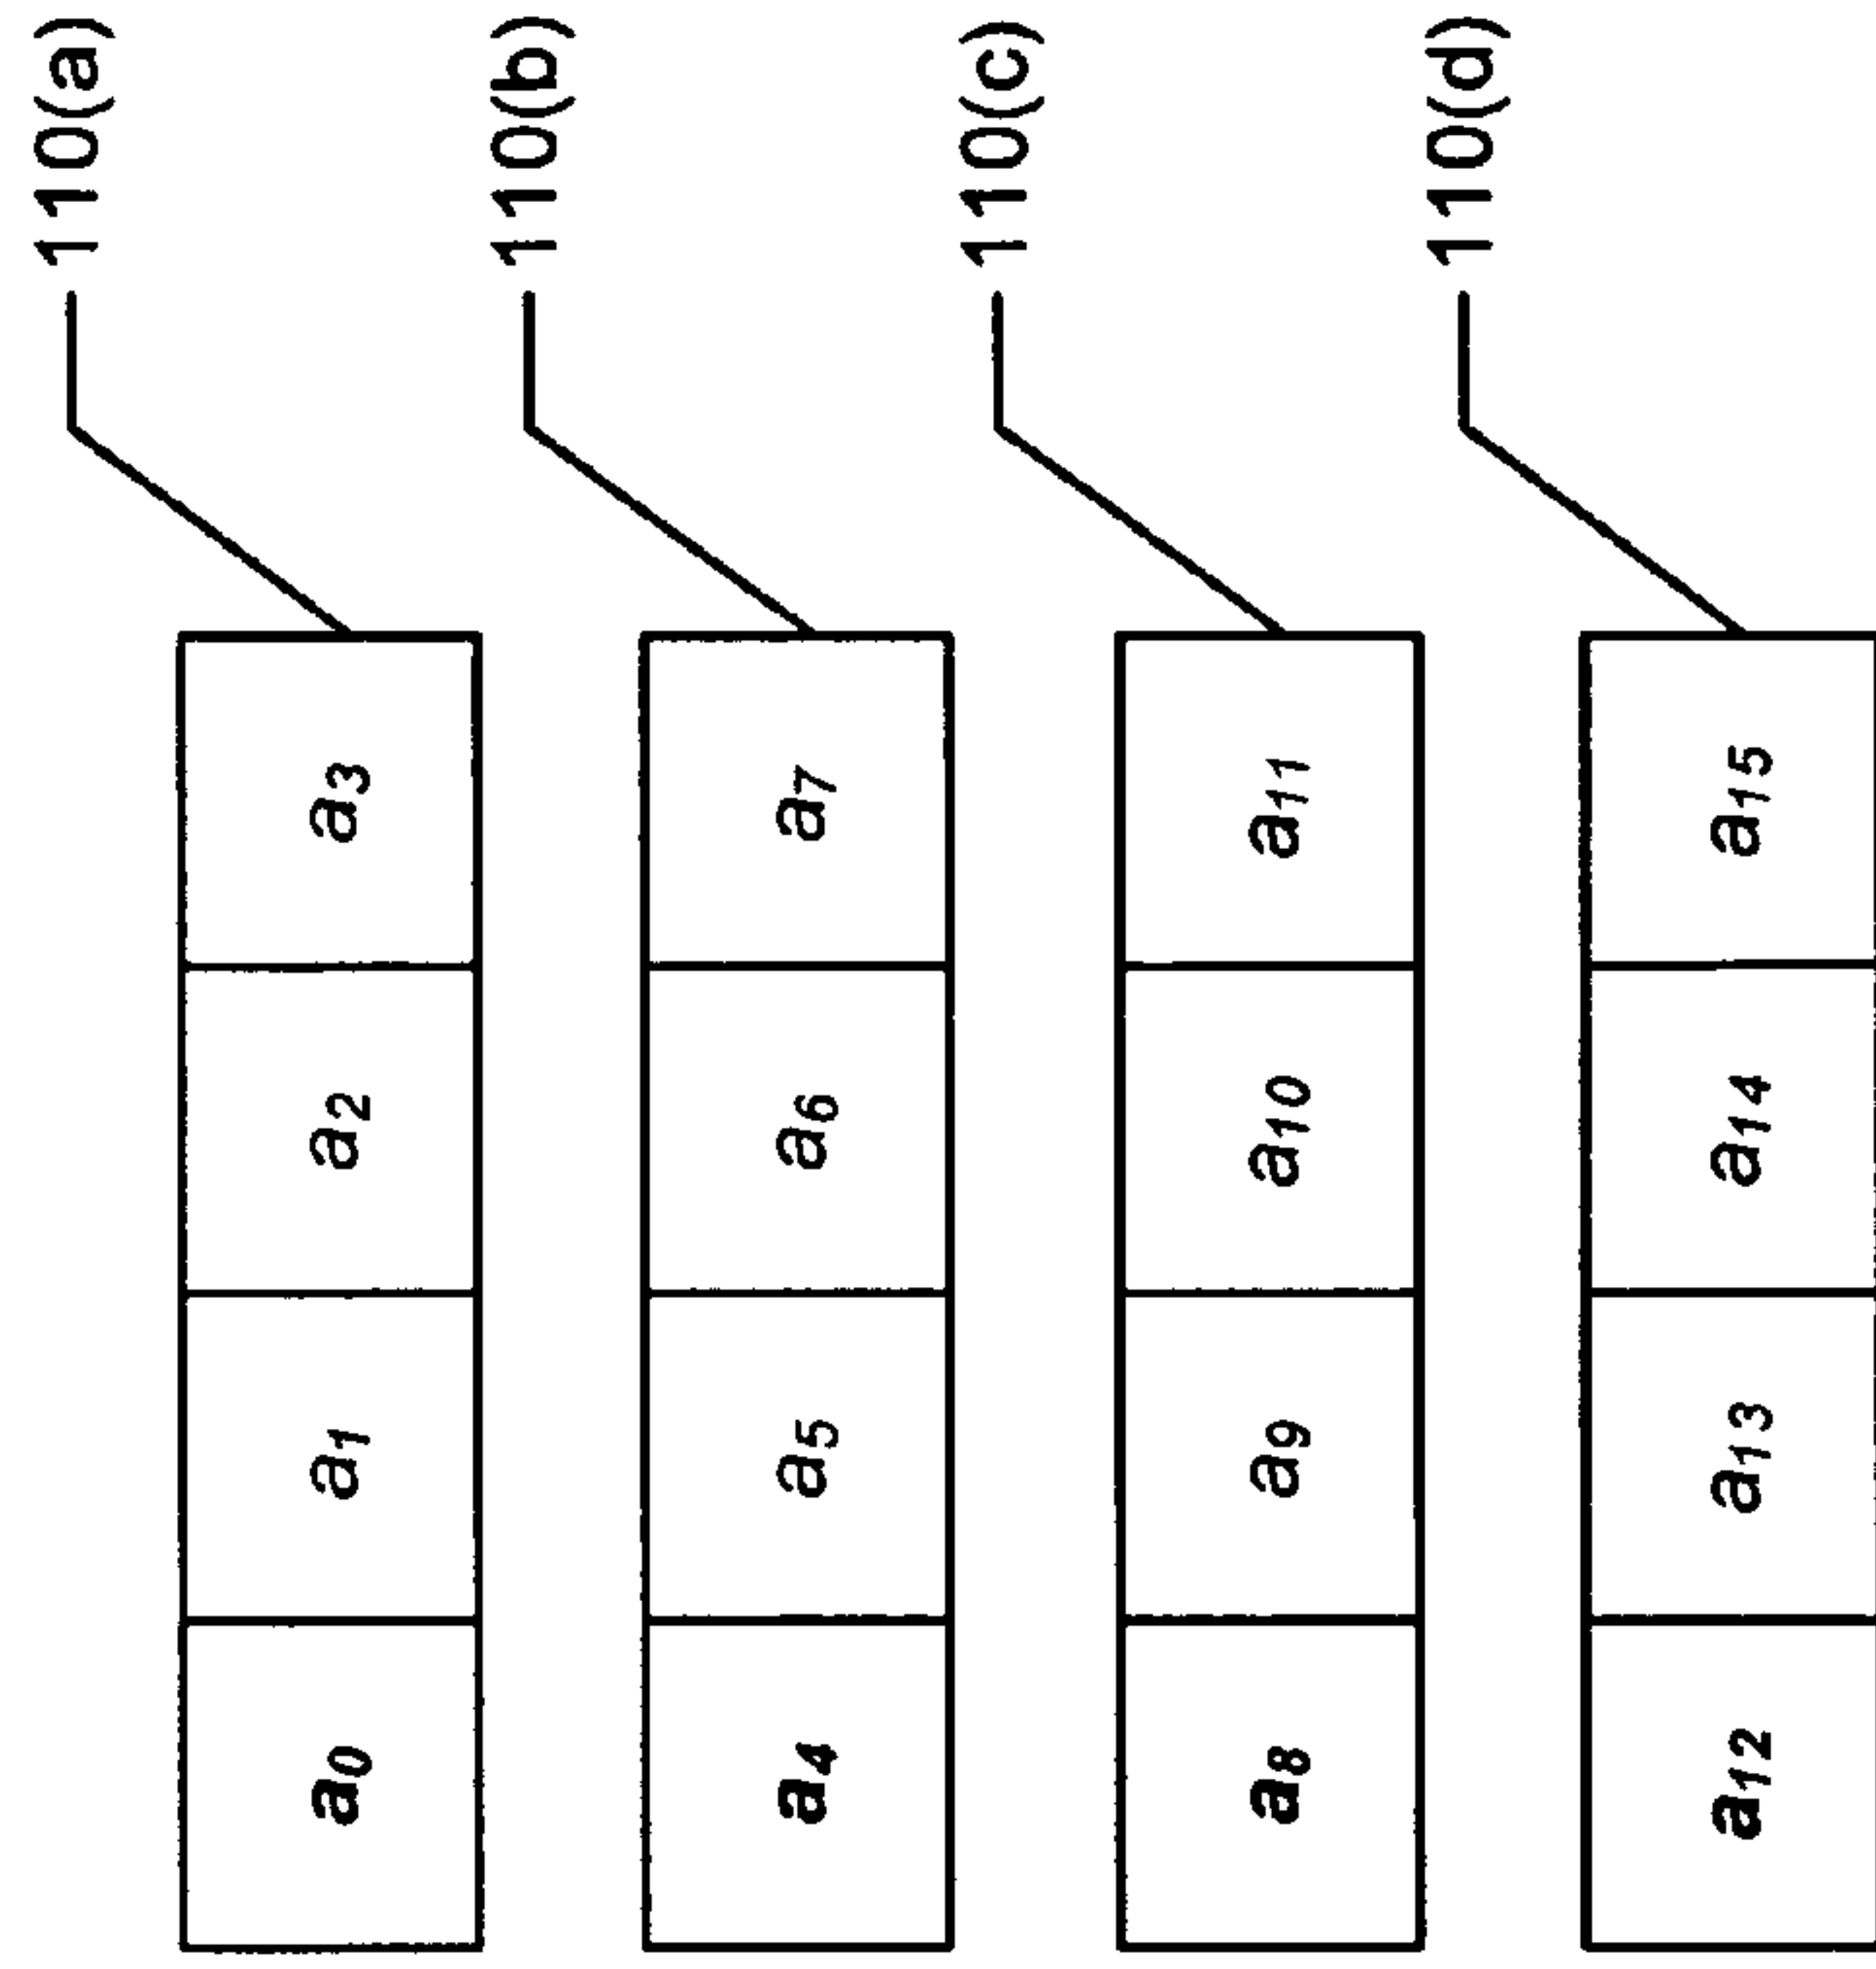 110(a)
a₀ a₁ a₂ a₃
110(b)
a₄ a₅ a₆ a₇
110(c)
a₈ a₉ a₁₀ a₁₁
110(d)
a₁₂ a₁₃ a₁₄ a₁₅